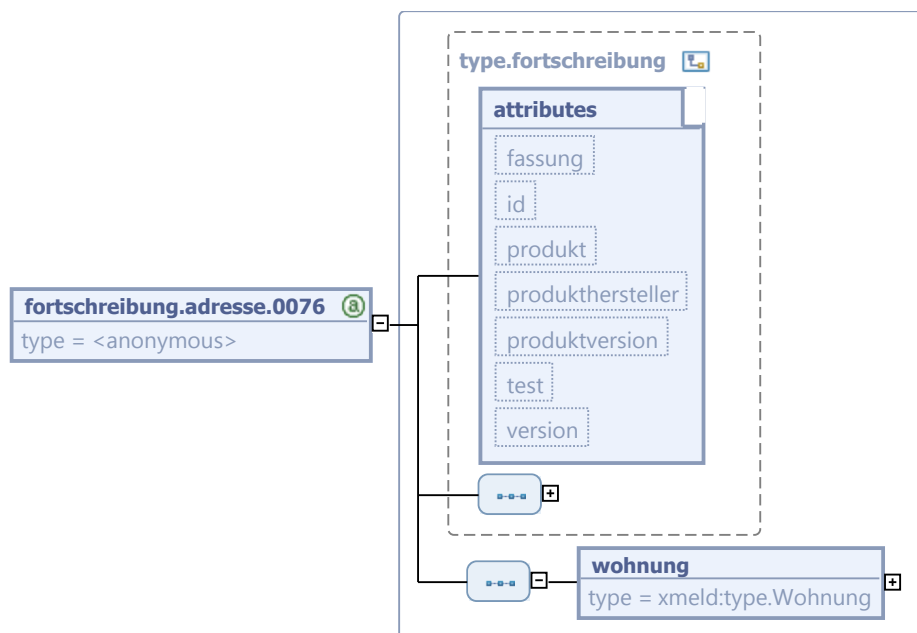 type.fortschreibung
attributes
fassung
id
produkt
produkthersteller
produktversion
test
version
fortschreibung.adresse.0076 a
type = <anonymous>
wohnung
type = xmeld:type.Wohnung